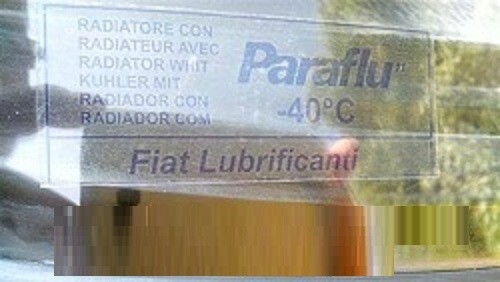 RADIATORE CON
RADIATEUR AVEC
RADIATOR WHIT
KUHLER MIT
RADIADOR CON
RADIADOR COM
Paraflu"
-40°C
Fiat Lubrificanti